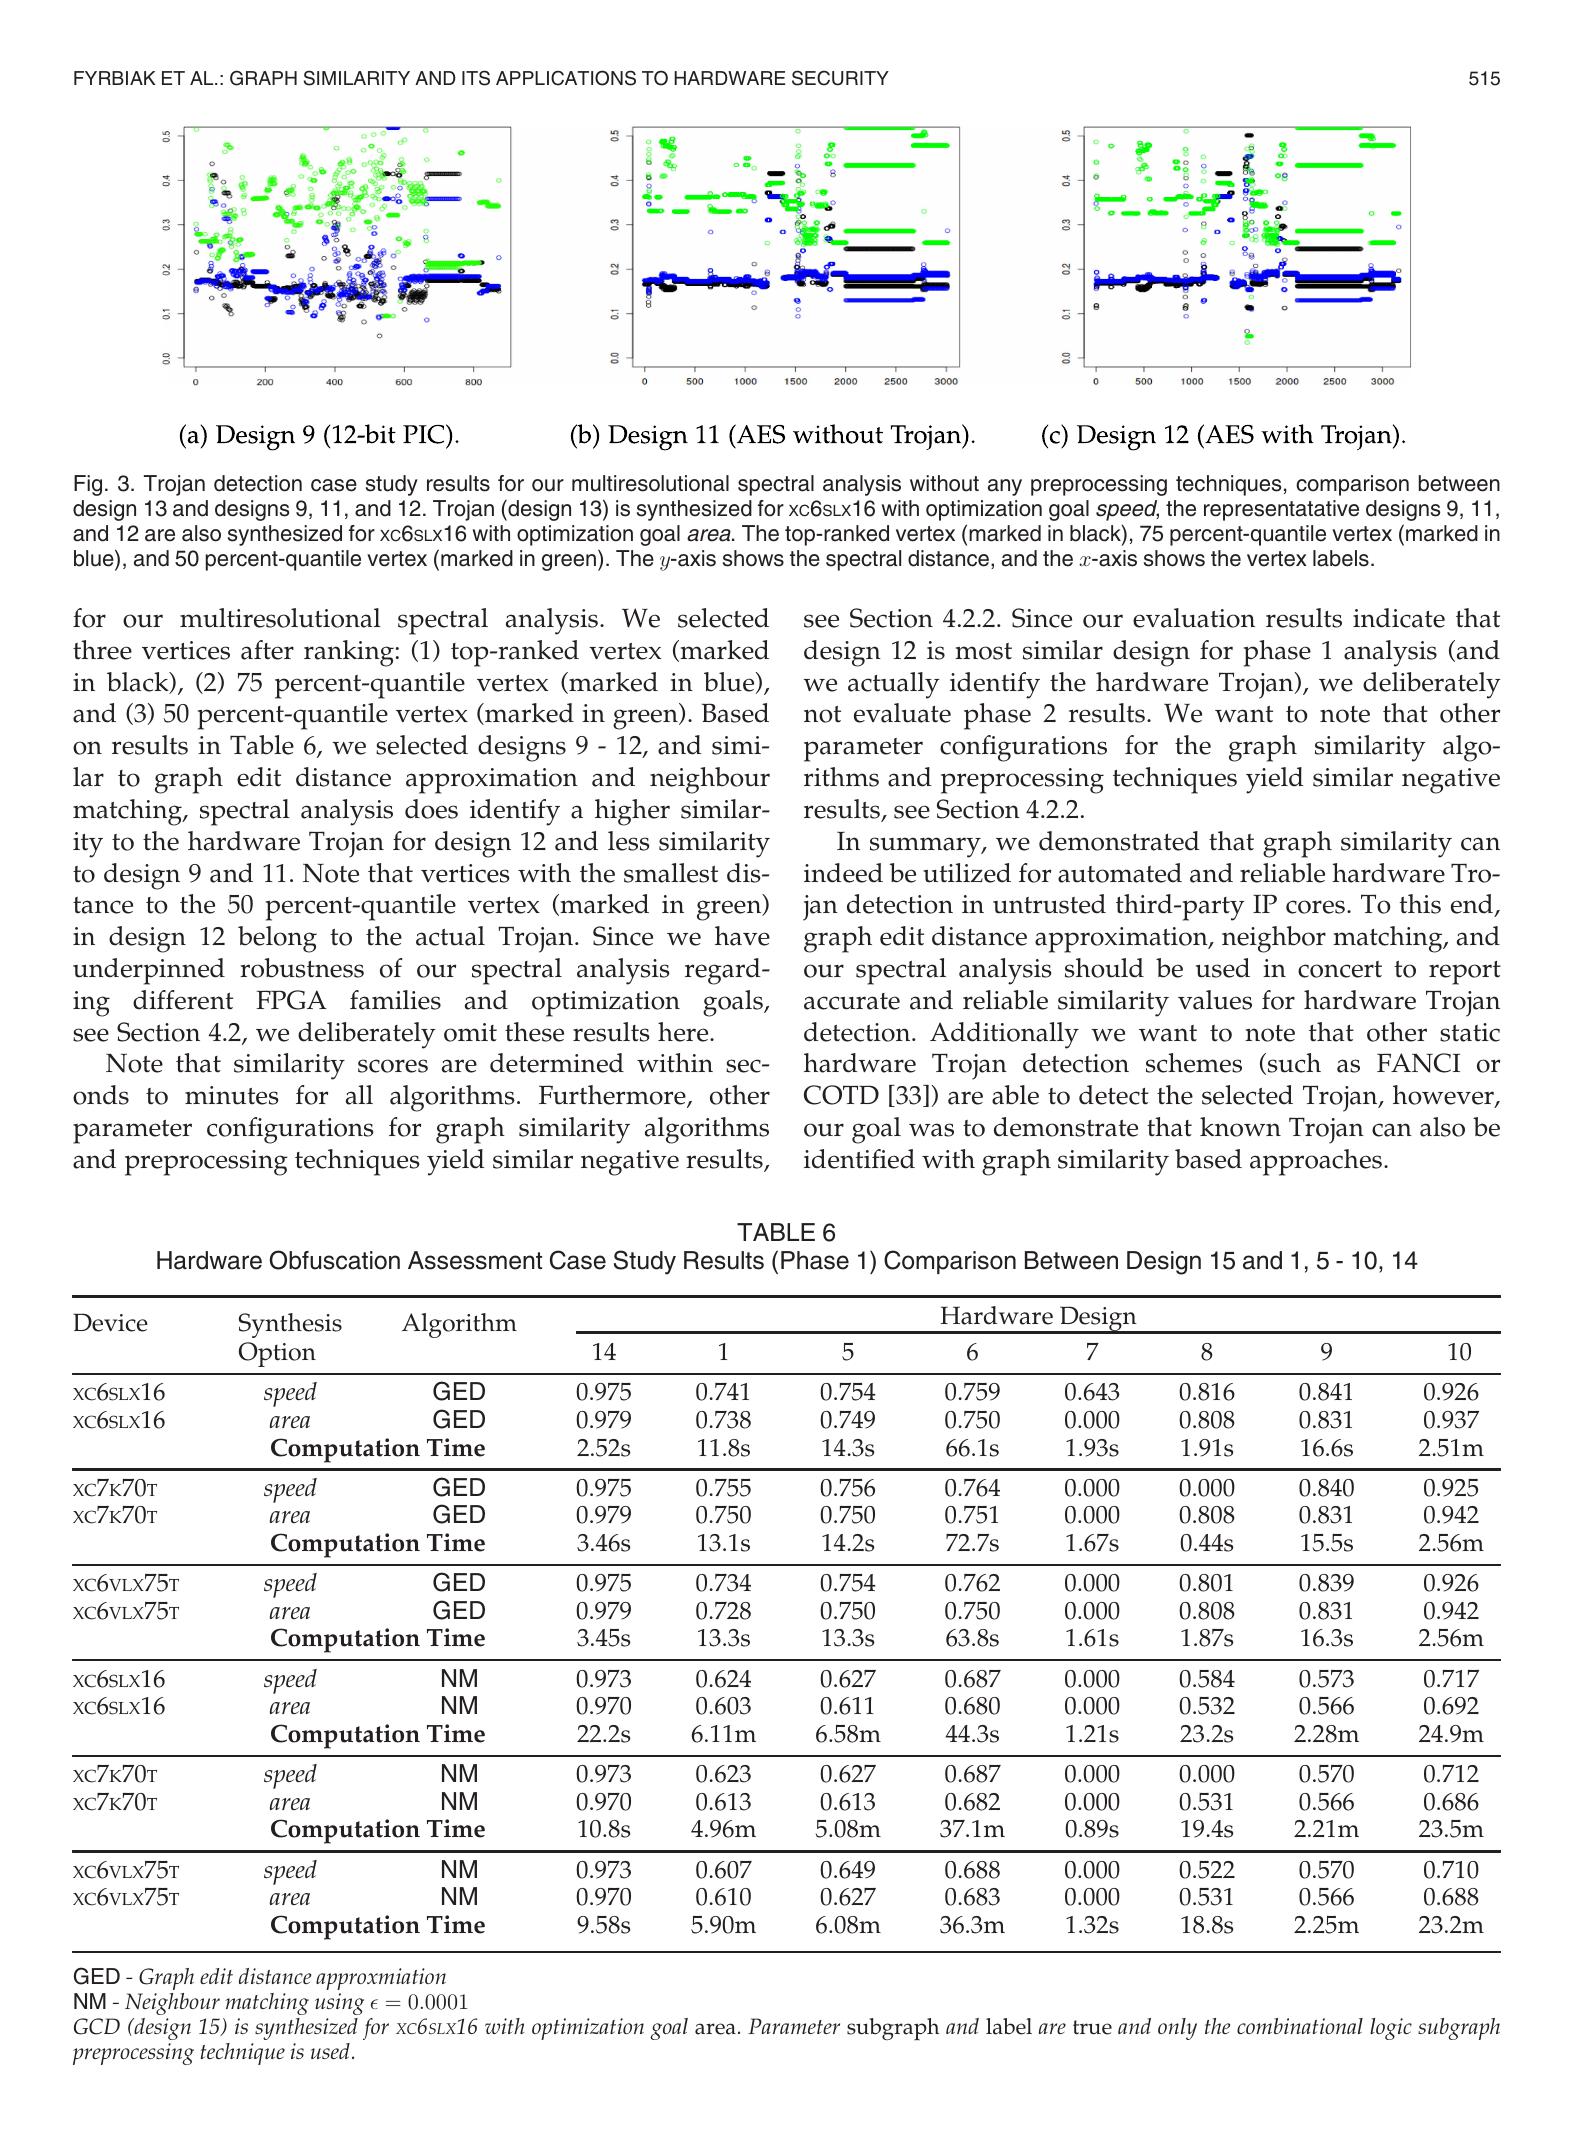 FYRBIAK ET AL.: GRAPH SIMILARITY AND ITS APPLICATIONS TO HARDWARE SECURITY 515
0.0 0.1 0.2 0.3 0.4 0.5
0 200 400 600 800
0.0 0.1 0.2 0.3 0.4 0.5
0 500 1000 1500 2000 2500 3000
0.0 0.1 0.2 0.3 0.4 0.5
0 500 1000 1500 2000 2500 3000
(a) Design 9 (12-bit PIC). (b) Design 11 (AES without Trojan). (c) Design 12 (AES with Trojan).
Fig. 3. Trojan detection case study results for our multiresolutional spectral analysis without any preprocessing techniques, comparison between
design 13 and designs 9, 11, and 12. Trojan (design 13) is synthesized for XC6SLX16 with optimization goal speed, the representatative designs 9, 11,
and 12 are also synthesized for XC6SLX16 with optimization goal area. The top-ranked vertex (marked in black), 75 percent-quantile vertex (marked in
blue), and 50 percent-quantile vertex (marked in green). The y-axis shows the spectral distance, and the x-axis shows the vertex labels.
for our multiresolutional spectral analysis. We selected
three vertices after ranking: (1) top-ranked vertex (marked
in black), (2) 75 percent-quantile vertex (marked in blue),
and (3) 50 percent-quantile vertex (marked in green). Based
on results in Table 6, we selected designs 9 - 12, and simi-
lar to graph edit distance approximation and neighbour
matching, spectral analysis does identify a higher similar-
ity to the hardware Trojan for design 12 and less similarity
to design 9 and 11. Note that vertices with the smallest dis-
tance to the 50 percent-quantile vertex (marked in green)
in design 12 belong to the actual Trojan. Since we have
underpinned robustness of our spectral analysis regard-
ing different FPGA families and optimization goals,
see Section 4.2, we deliberately omit these results here.
Note that similarity scores are determined within sec-
onds to minutes for all algorithms. Furthermore, other
parameter configurations for graph similarity algorithms
and preprocessing techniques yield similar negative results,
see Section 4.2.2. Since our evaluation results indicate that
design 12 is most similar design for phase 1 analysis (and
we actually identify the hardware Trojan), we deliberately
not evaluate phase 2 results. We want to note that other
parameter configurations for the graph similarity algo-
rithms and preprocessing techniques yield similar negative
results, see Section 4.2.2.
In summary, we demonstrated that graph similarity can
indeed be utilized for automated and reliable hardware Tro-
jan detection in untrusted third-party IP cores. To this end,
graph edit distance approximation, neighbor matching, and
our spectral analysis should be used in concert to report
accurate and reliable similarity values for hardware Trojan
detection. Additionally we want to note that other static
hardware Trojan detection schemes (such as FANCI or
COTD [33]) are able to detect the selected Trojan, however,
our goal was to demonstrate that known Trojan can also be
identified with graph similarity based approaches.
TABLE 6
Hardware Obfuscation Assessment Case Study Results (Phase 1) Comparison Between Design 15 and 1, 5 - 10, 14
Device Synthesis Algorithm Hardware Design
Option 14 1 5 6 7 8 9 10
XC6SLX16 speed GED 0.975 0.741 0.754 0.759 0.643 0.816 0.841 0.926
XC6SLX16 area GED 0.979 0.738 0.749 0.750 0.000 0.808 0.831 0.937
Computation Time 2.52s 11.8s 14.3s 66.1s 1.93s 1.91s 16.6s 2.51m
XC7K70T speed GED 0.975 0.755 0.756 0.764 0.000 0.000 0.840 0.925
XC7K70T area GED 0.979 0.750 0.750 0.751 0.000 0.808 0.831 0.942
Computation Time 3.46s 13.1s 14.2s 72.7s 1.67s 0.44s 15.5s 2.56m
XC6VLX75T speed GED 0.975 0.734 0.754 0.762 0.000 0.801 0.839 0.926
XC6VLX75T area GED 0.979 0.728 0.750 0.750 0.000 0.808 0.831 0.942
Computation Time 3.45s 13.3s 13.3s 63.8s 1.61s 1.87s 16.3s 2.56m
XC6SLX16 speed NM 0.973 0.624 0.627 0.687 0.000 0.584 0.573 0.717
XC6SLX16 area NM 0.970 0.603 0.611 0.680 0.000 0.532 0.566 0.692
Computation Time 22.2s 6.11m 6.58m 44.3s 1.21s 23.2s 2.28m 24.9m
XC7K70T speed NM 0.973 0.623 0.627 0.687 0.000 0.000 0.570 0.712
XC7K70T area NM 0.970 0.613 0.613 0.682 0.000 0.531 0.566 0.686
Computation Time 10.8s 4.96m 5.08m 37.1m 0.89s 19.4s 2.21m 23.5m
XC6VLX75T speed NM 0.973 0.607 0.649 0.688 0.000 0.522 0.570 0.710
XC6VLX75T area NM 0.970 0.610 0.627 0.683 0.000 0.531 0.566 0.688
Computation Time 9.58s 5.90m 6.08m 36.3m 1.32s 18.8s 2.25m 23.2m
GED - Graph edit distance approxmiation
NM - Neighbour matching using ϵ = 0.0001
GCD (design 15) is synthesized for XC6SLX16 with optimization goal area. Parameter subgraph and label are true and only the combinational logic subgraph
preprocessing technique is used.